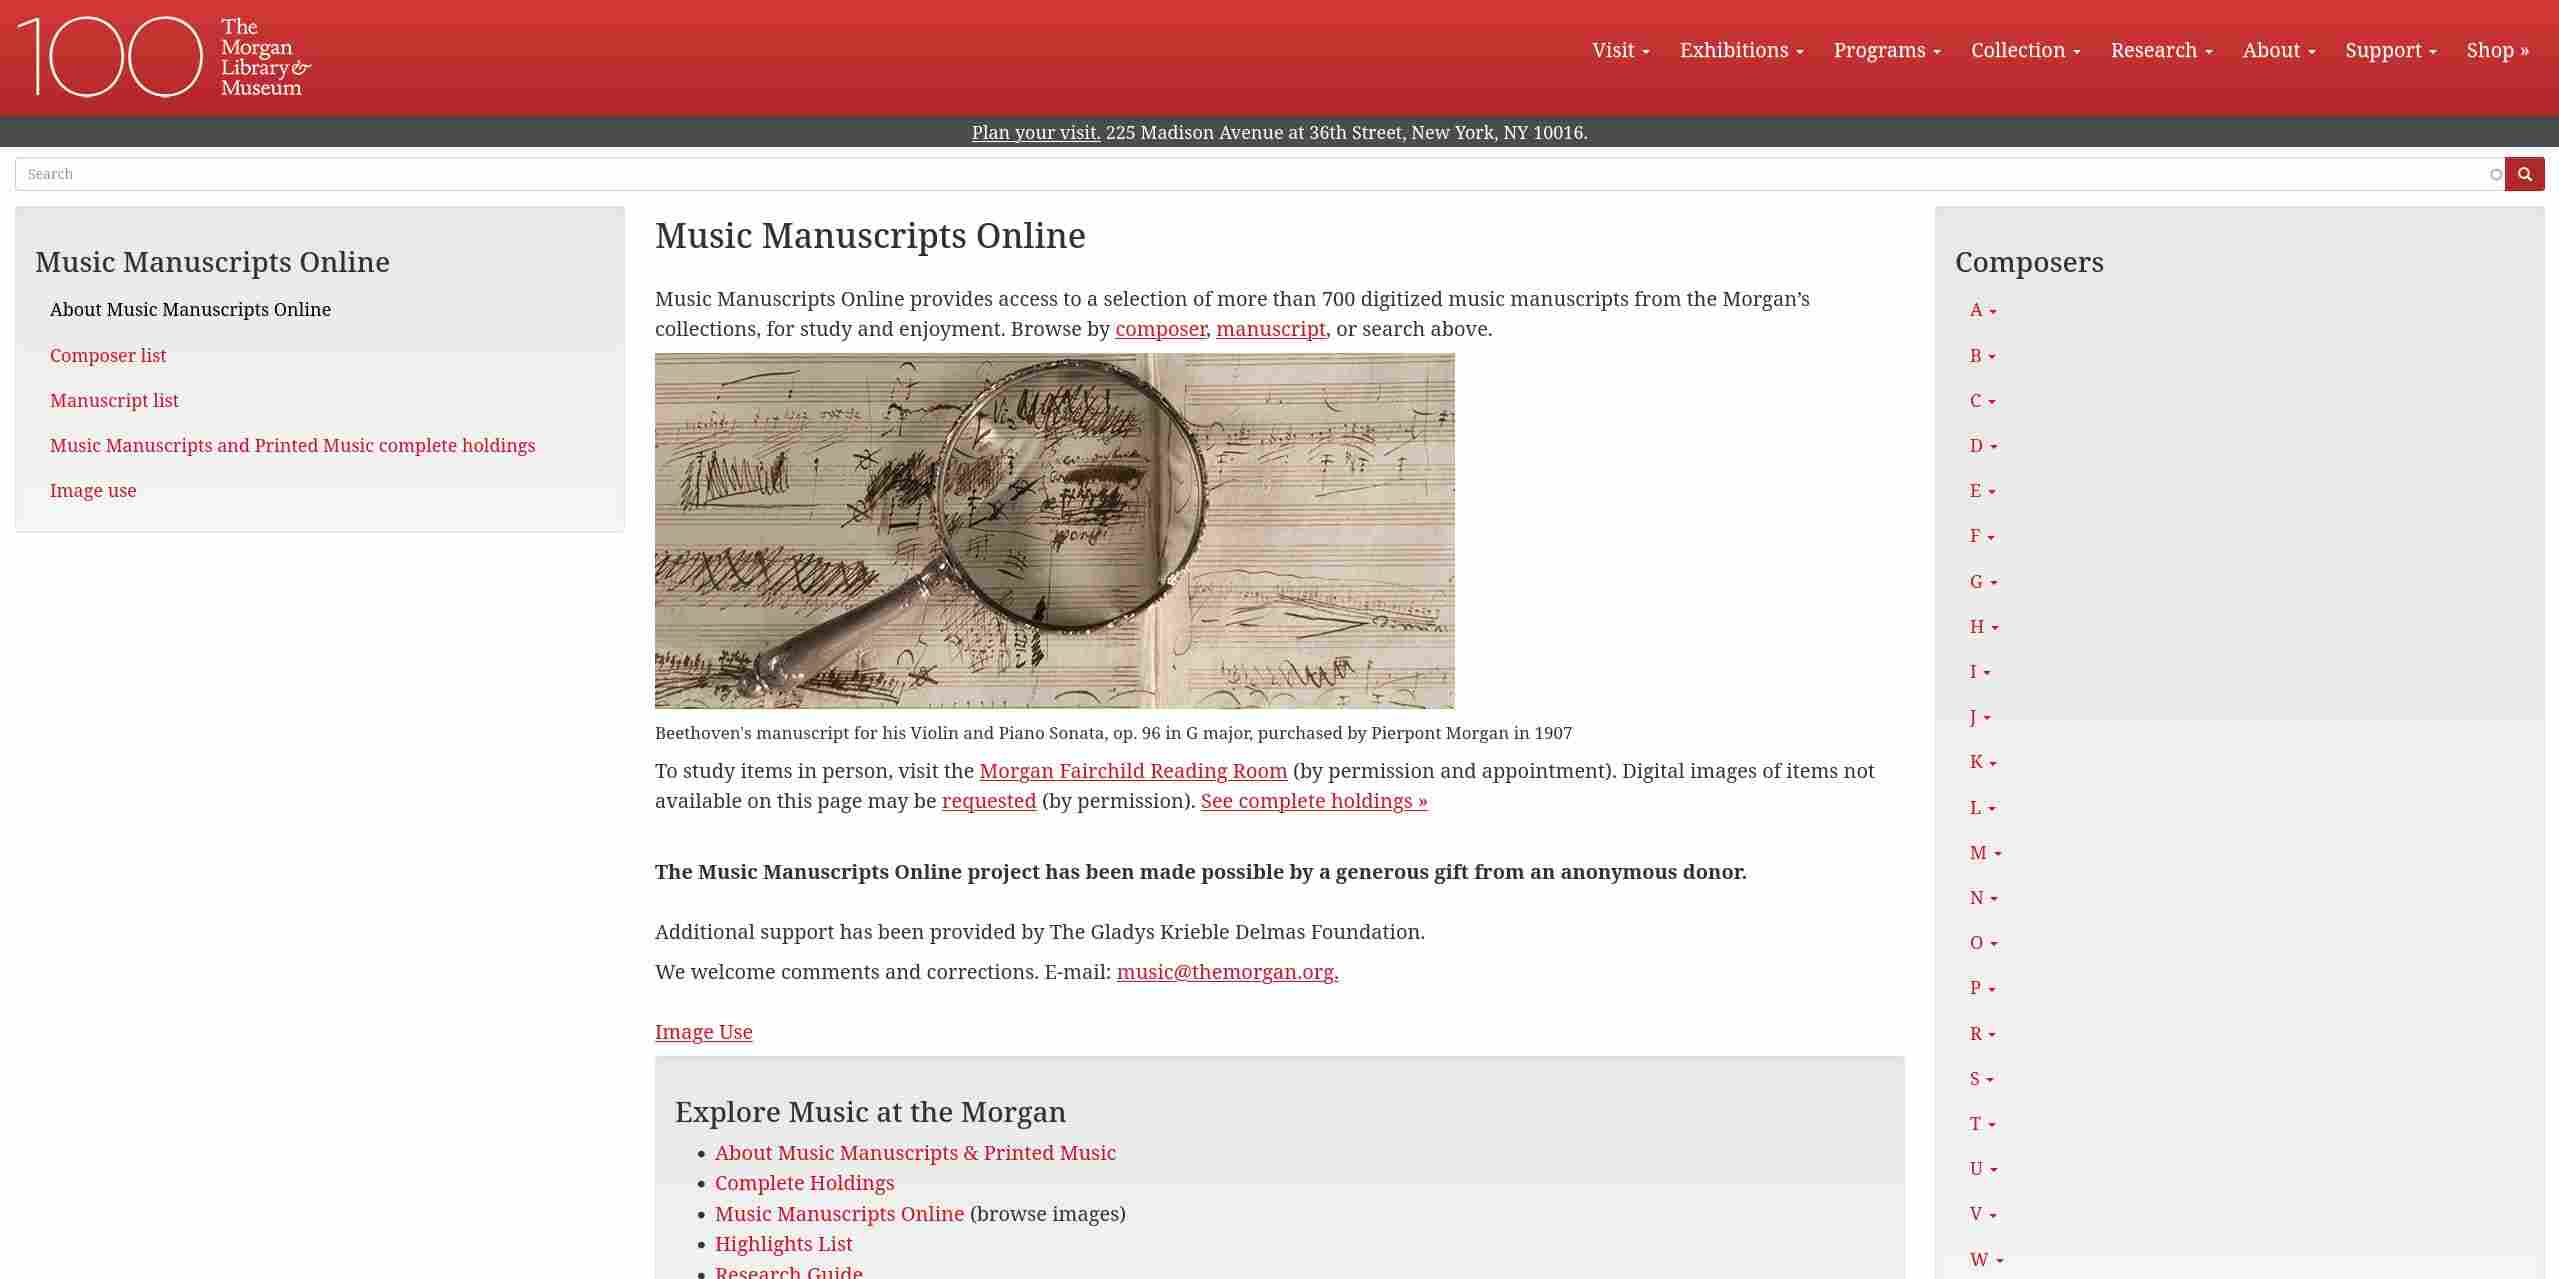 100 The
Morgan
Library &
Museum
Visit
Exhibitions
Programs
Collection
Research
About
Support
Shop »
Plan your visit. 225 Madison Avenue at 36th Street, New York, NY 10016.
Search
Music Manuscripts Online
About Music Manuscripts Online
Composer list
Manuscript list
Music Manuscripts and Printed Music complete holdings
Image use
Music Manuscripts Online
Music Manuscripts Online provides access to a selection of more than 700 digitized music manuscripts from the Morgan’s
collections, for study and enjoyment. Browse by composer, manuscript, or search above.
Beethoven's manuscript for his Violin and Piano Sonata, op. 96 in G major, purchased by Pierpont Morgan in 1907
To study items in person, visit the Morgan Fairchild Reading Room (by permission and appointment). Digital images of items not
available on this page may be requested (by permission). See complete holdings »
The Music Manuscripts Online project has been made possible by a generous gift from an anonymous donor.
Additional support has been provided by The Gladys Krieble Delmas Foundation.
We welcome comments and corrections. E-mail: music@themorgan.org.
Image Use
Explore Music at the Morgan
• About Music Manuscripts & Printed Music
• Complete Holdings
• Music Manuscripts Online (browse images)
• Highlights List
• Research Guide
Composers
A
B
C
D
E
F
G
H
I
J
K
L
M
N
O
P
R
S
T
U
V
W